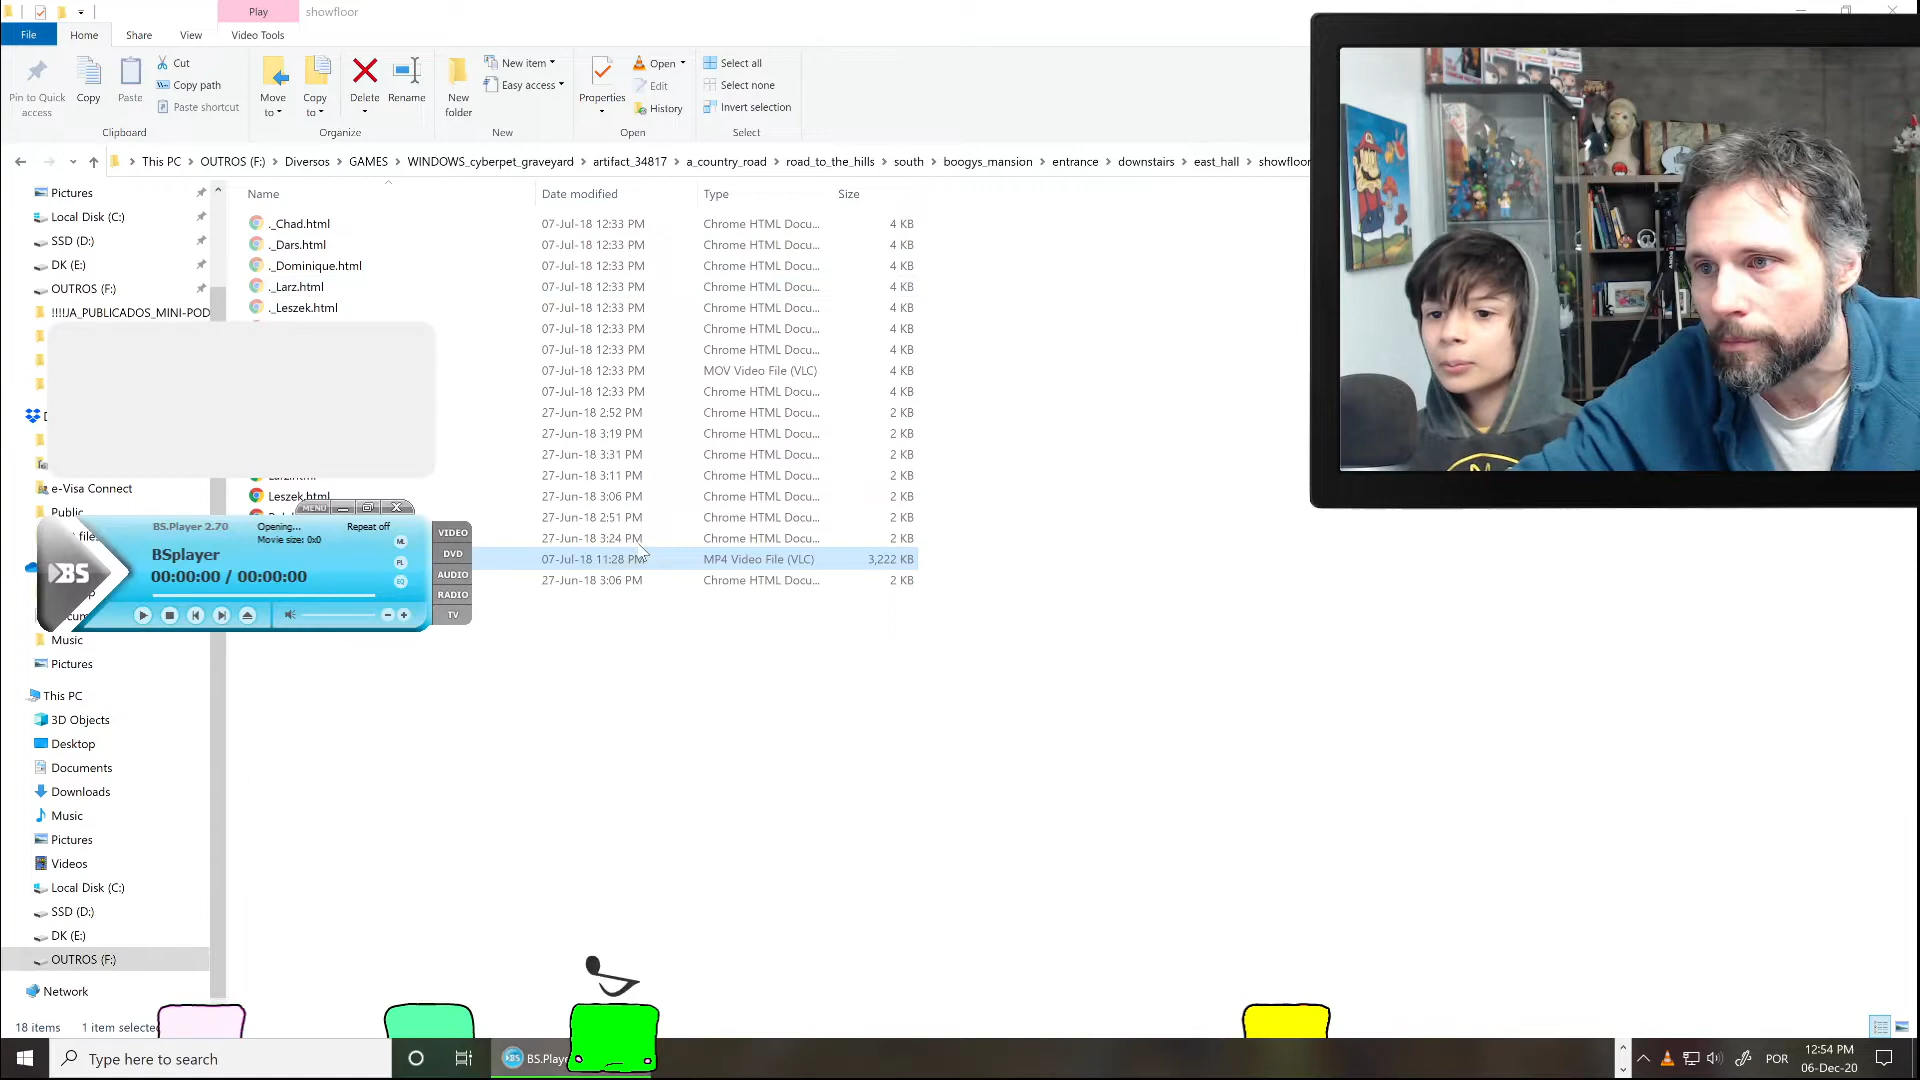 Play showfloor
File Home Share View Video Tools
Pin to Quick access
Copy
Paste
Cut
Copy path
Paste shortcut
Clipboard
Move to
Copy to
Delete
Rename
Organize
New folder
New item
Easy access
New
Properties
Open
Edit
History
Open
Select all
Select none
Invert selection
Select
This PC OUTROS (F:) Diversos GAMES WINDOWS_cyberpet_graveyard artifact_34817 a_country_road road_to_the_hills south boogys_mansion entrance downstairs east_hall showfloor
Pictures
Local Disk (C:)
SSD (D:)
DK (E:)
OUTROS (F:)
!!!!JA_PUBLICADOS_MINI-POD
e-Visa Connect
Public
Music
Pictures
This PC
3D Objects
Desktop
Documents
Downloads
Music
Pictures
Videos
Local Disk (C:)
SSD (D:)
DK (E:)
OUTROS (F:)
Network
Name Date modified Type Size
._Chad.html 07-Jul-18 12:33 PM Chrome HTML Docu... 4 KB
._Dars.html 07-Jul-18 12:33 PM Chrome HTML Docu... 4 KB
._Dominique.html 07-Jul-18 12:33 PM Chrome HTML Docu... 4 KB
._Larz.html 07-Jul-18 12:33 PM Chrome HTML Docu... 4 KB
._Leszek.html 07-Jul-18 12:33 PM Chrome HTML Docu... 4 KB
07-Jul-18 12:33 PM Chrome HTML Docu... 4 KB
07-Jul-18 12:33 PM Chrome HTML Docu... 4 KB
07-Jul-18 12:33 PM MOV Video File (VLC) 4 KB
07-Jul-18 12:33 PM Chrome HTML Docu... 4 KB
27-Jun-18 2:52 PM Chrome HTML Docu... 2 KB
27-Jun-18 3:19 PM Chrome HTML Docu... 2 KB
27-Jun-18 3:31 PM Chrome HTML Docu... 2 KB
27-Jun-18 3:11 PM Chrome HTML Docu... 2 KB
Leszek.html 27-Jun-18 3:06 PM Chrome HTML Docu... 2 KB
27-Jun-18 2:51 PM Chrome HTML Docu... 2 KB
27-Jun-18 3:24 PM Chrome HTML Docu... 2 KB
07-Jul-18 11:28 PM MP4 Video File (VLC) 3,222 KB
27-Jun-18 3:06 PM Chrome HTML Docu... 2 KB
MENU
BS.Player 2.70 Opening... Repeat off
Movie size: 0x0
BSplayer
00:00:00 / 00:00:00
BS
ML
PL
EQ
VIDEO
DVD
AUDIO
RADIO
TV
18 items 1 item selected
Type here to search
BS.Playe
POR
12:54 PM
06-Dec-20